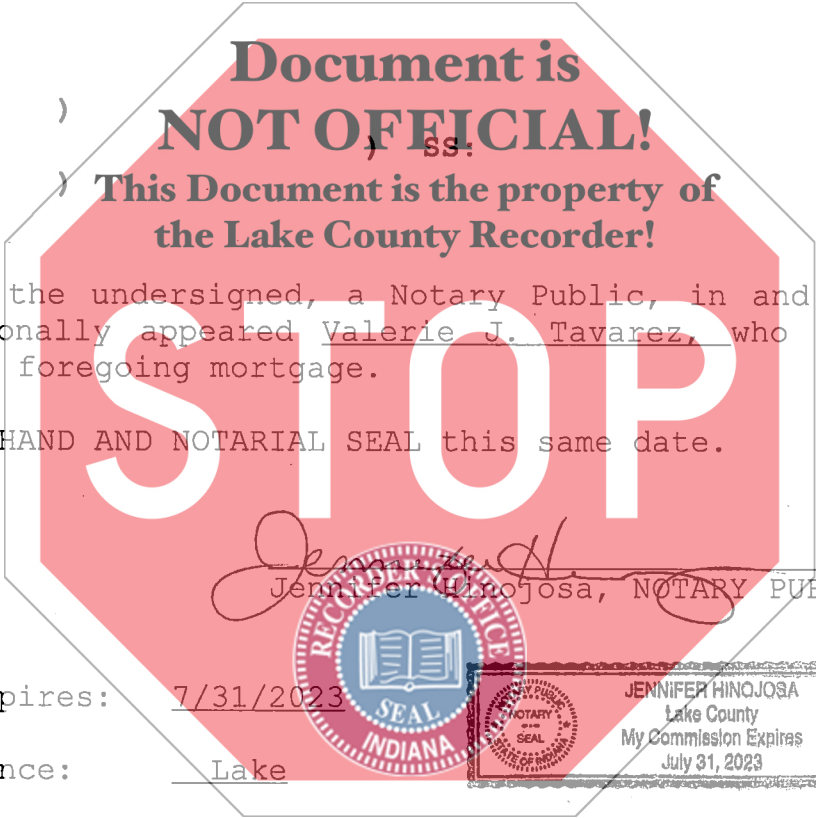 Document is
)
NOT OFFICIAL!
) SS:
) This Document is the property of
the Lake County Recorder!
the undersigned, a Notary Public, in and
onally appeared Valerie J. Tavarez, who
foregoing mortgage.
STOP
HAND AND NOTARIAL SEAL this same date.
Jennifer Hinojosa, NOTARY PUB
RECORDER'S OFFICE
SEAL
INDIANA
pires: 7/31/2023
NOTARY PUBLIC
NOTARY
SEAL
STATE OF INDIANA
JENNIFER HINOJOSA
Lake County
My Commission Expires
July 31, 2023
nce: Lake